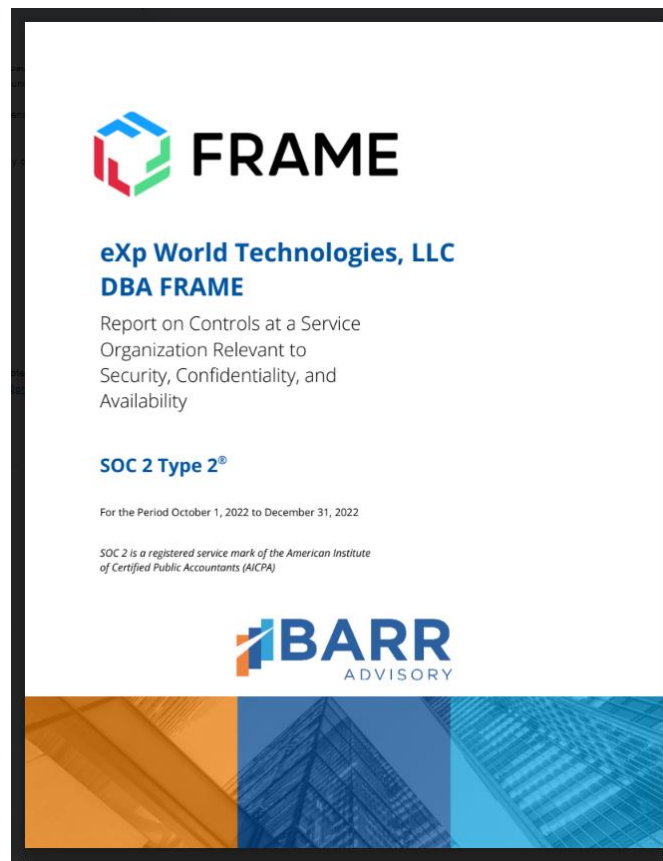 FRAME
eXp World Technologies, LLC
DBA FRAME
Report on Controls at a Service
Organization Relevant to
Security, Confidentiality, and
Availability
SOC 2 Type 2®
For the Period October 1, 2022 to December 31, 2022
SOC 2 is a registered service mark of the American Institute
of Certified Public Accountants (AICPA)
BARR
ADVISORY